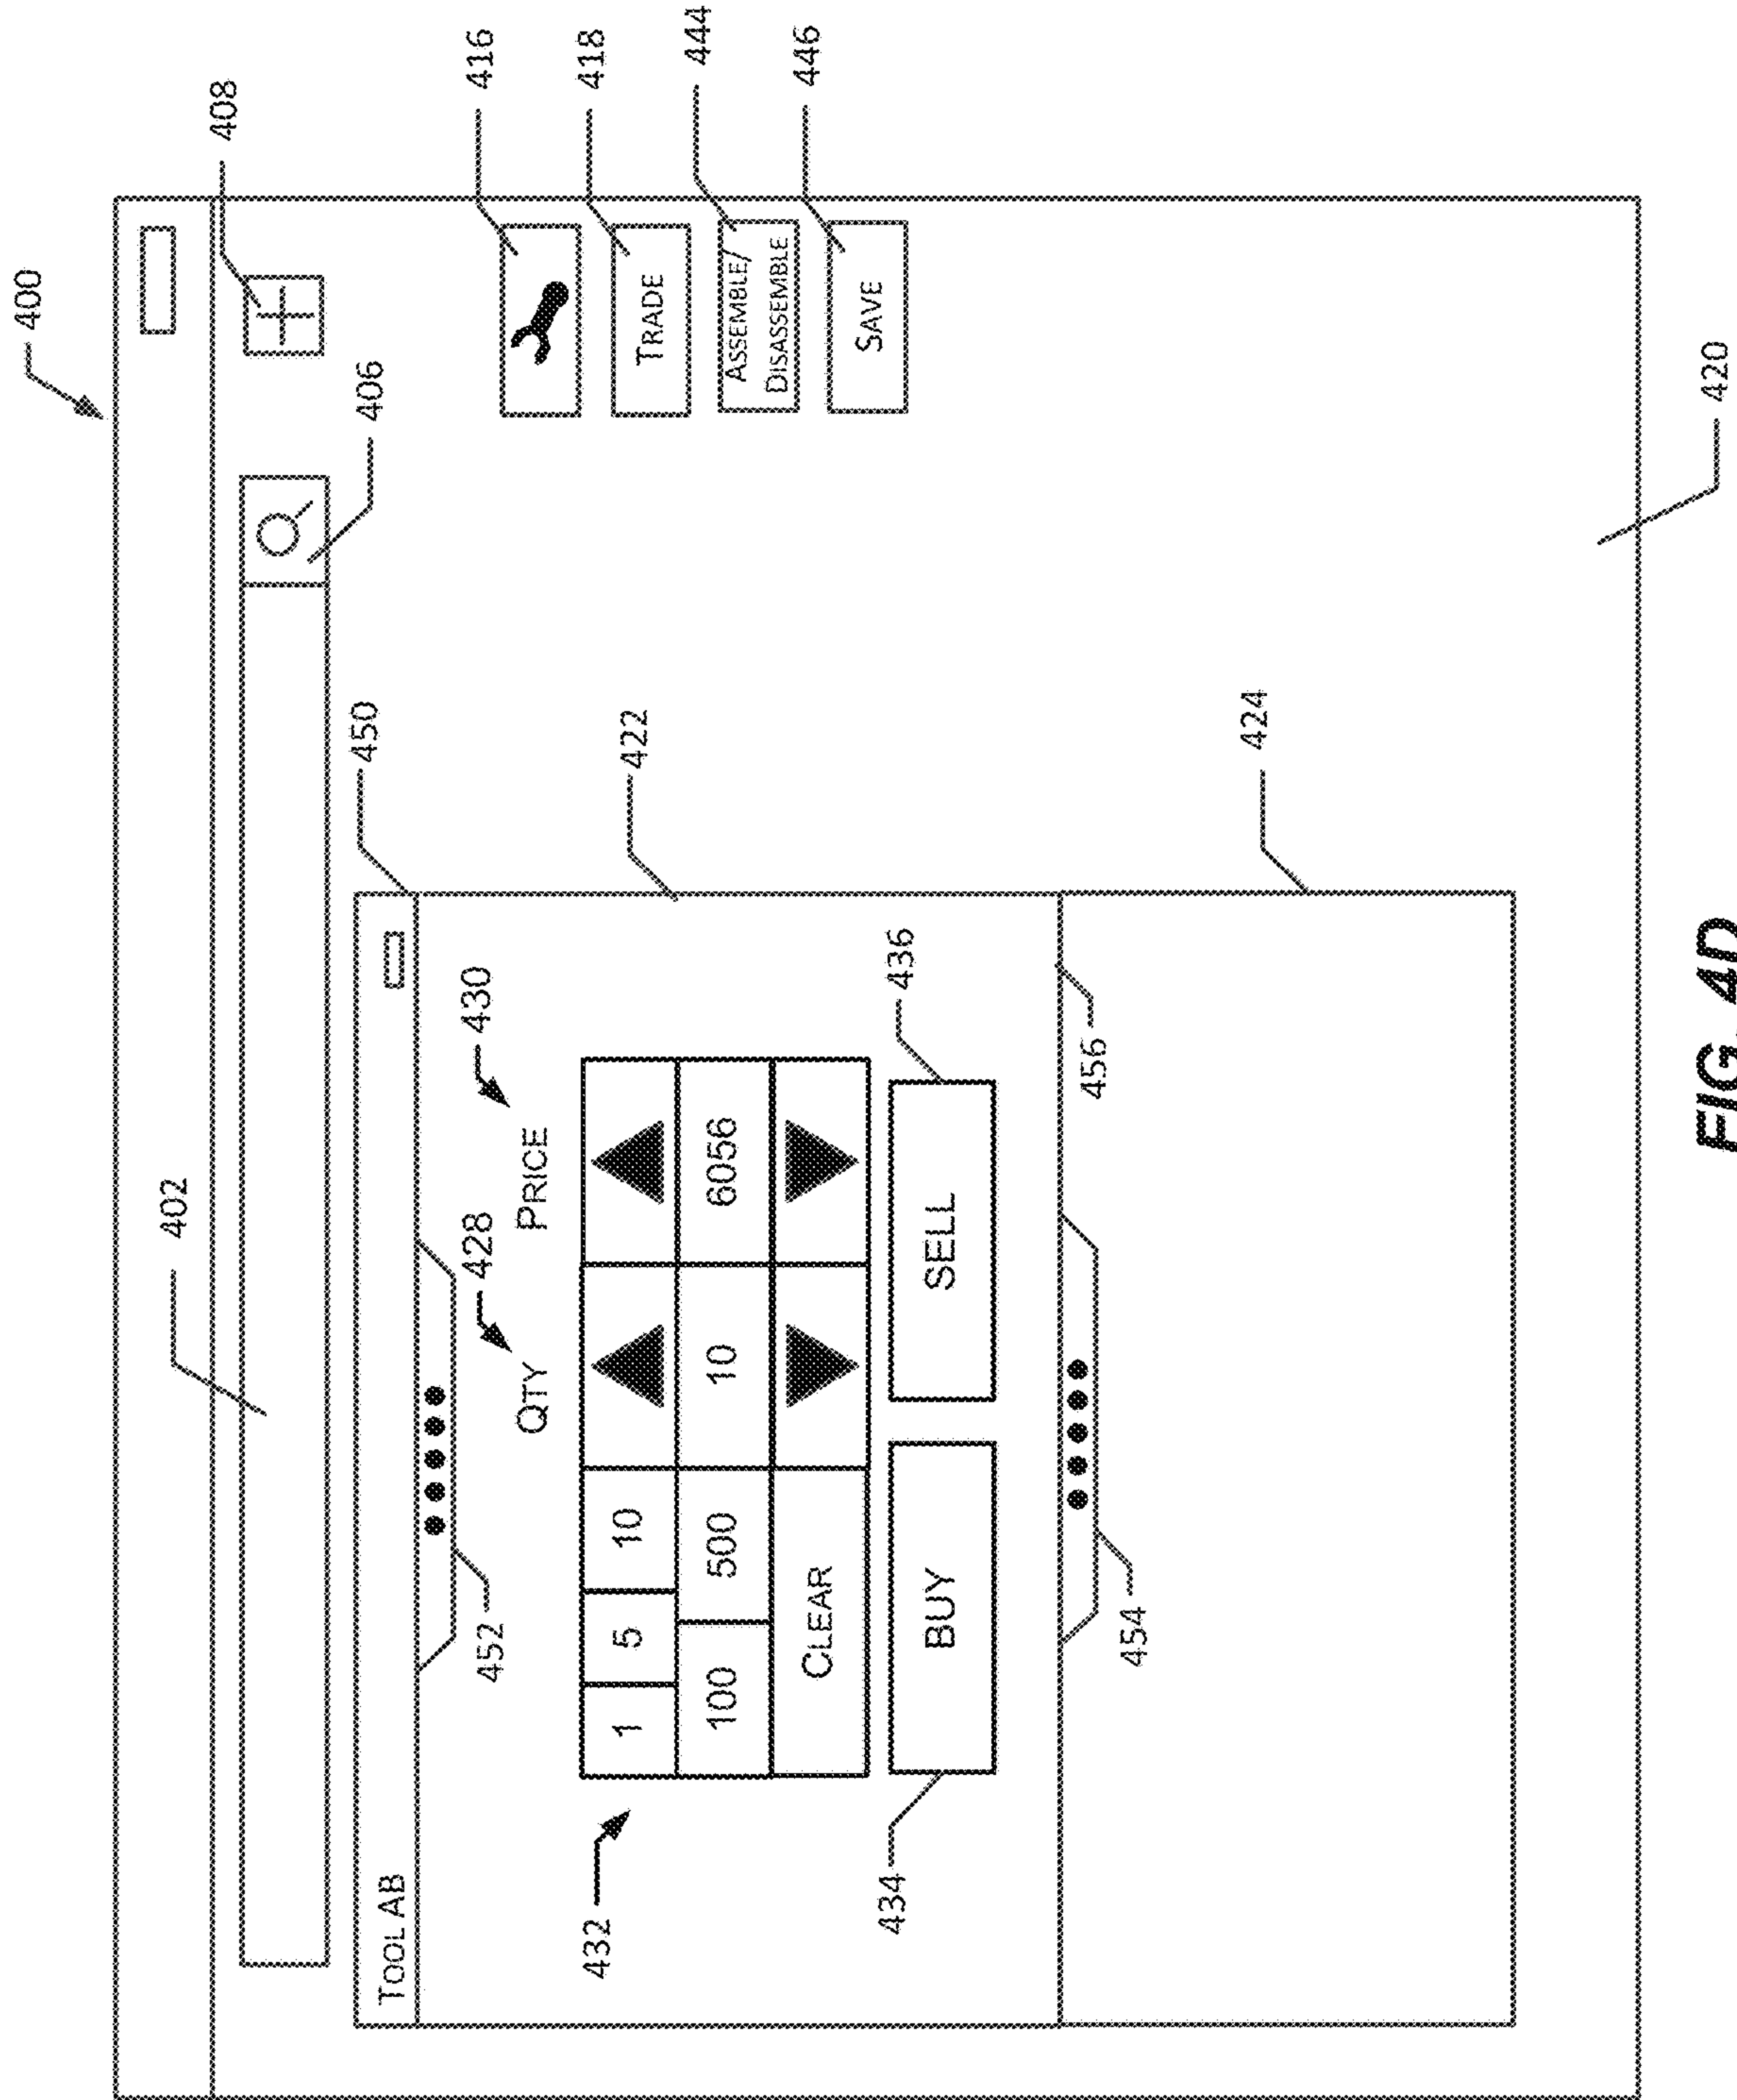 400
408
402
406
416
418
444
446
TRADE
ASSEMBLE/
DISASSEMBLE
SAVE
450
TOOL AB
452
428
430
QTY
PRICE
432
1 5 10
100 500 10 6056
CLEAR
BUY SELL
434
436
422
454
456
424
420
FIG. 4D